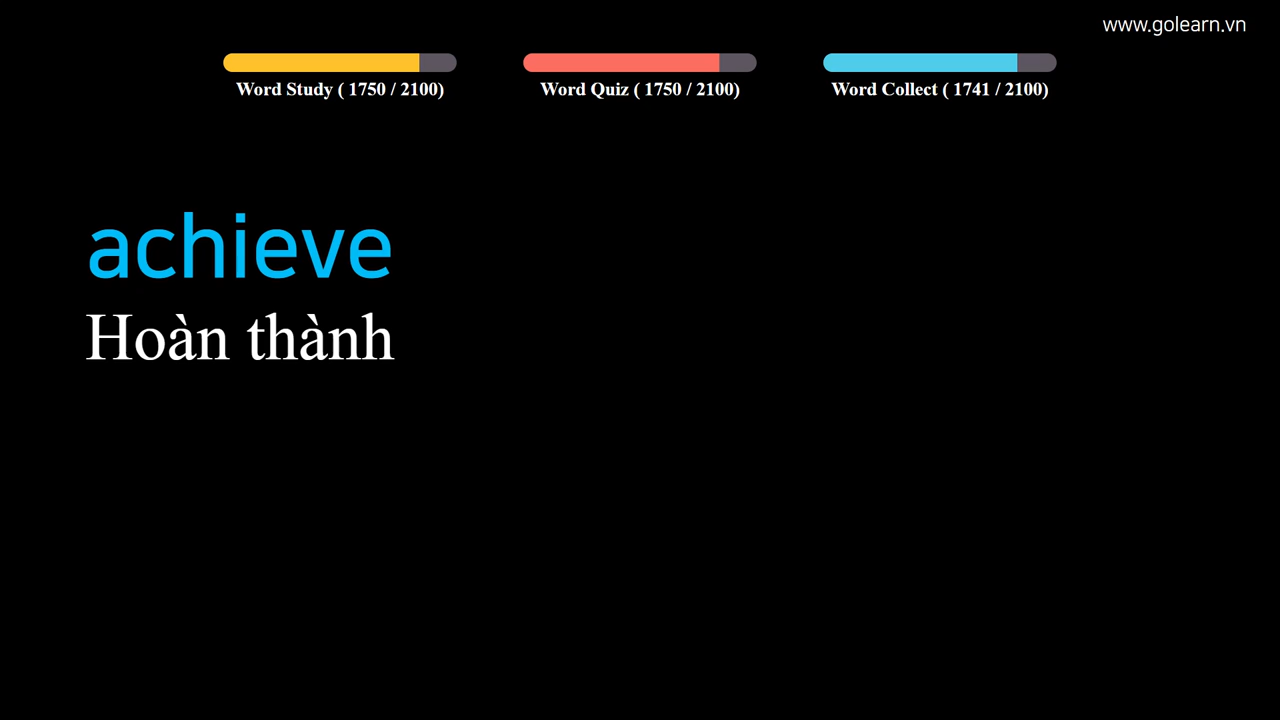 www.golearn.vn
Word Study ( 1750 / 2100)
Word Quiz ( 1750 / 2100)
Word Collect ( 1741 / 2100)
achieve
Hoàn thành